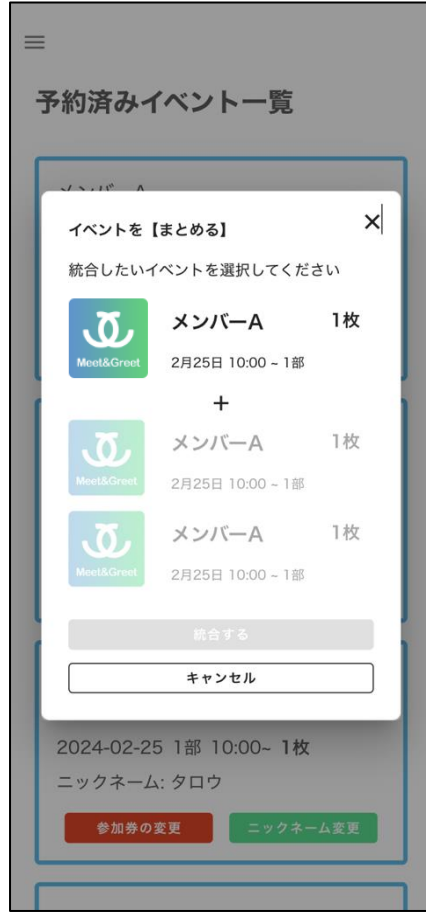 予約済みイベント一覧
メンバーA
イベントを【まとめる】
統合したいイベントを選択してください
Meet&Greet
メンバーA 1枚
2月25日 10:00 ~ 1部
+
Meet&Greet
メンバーA 1枚
2月25日 10:00 ~ 1部
Meet&Greet
メンバーA 1枚
2月25日 10:00 ~ 1部
統合する
キャンセル
2024-02-25 1部 10:00~ 1枚
ニックネーム: タロウ
参加券の変更 ニックネーム変更